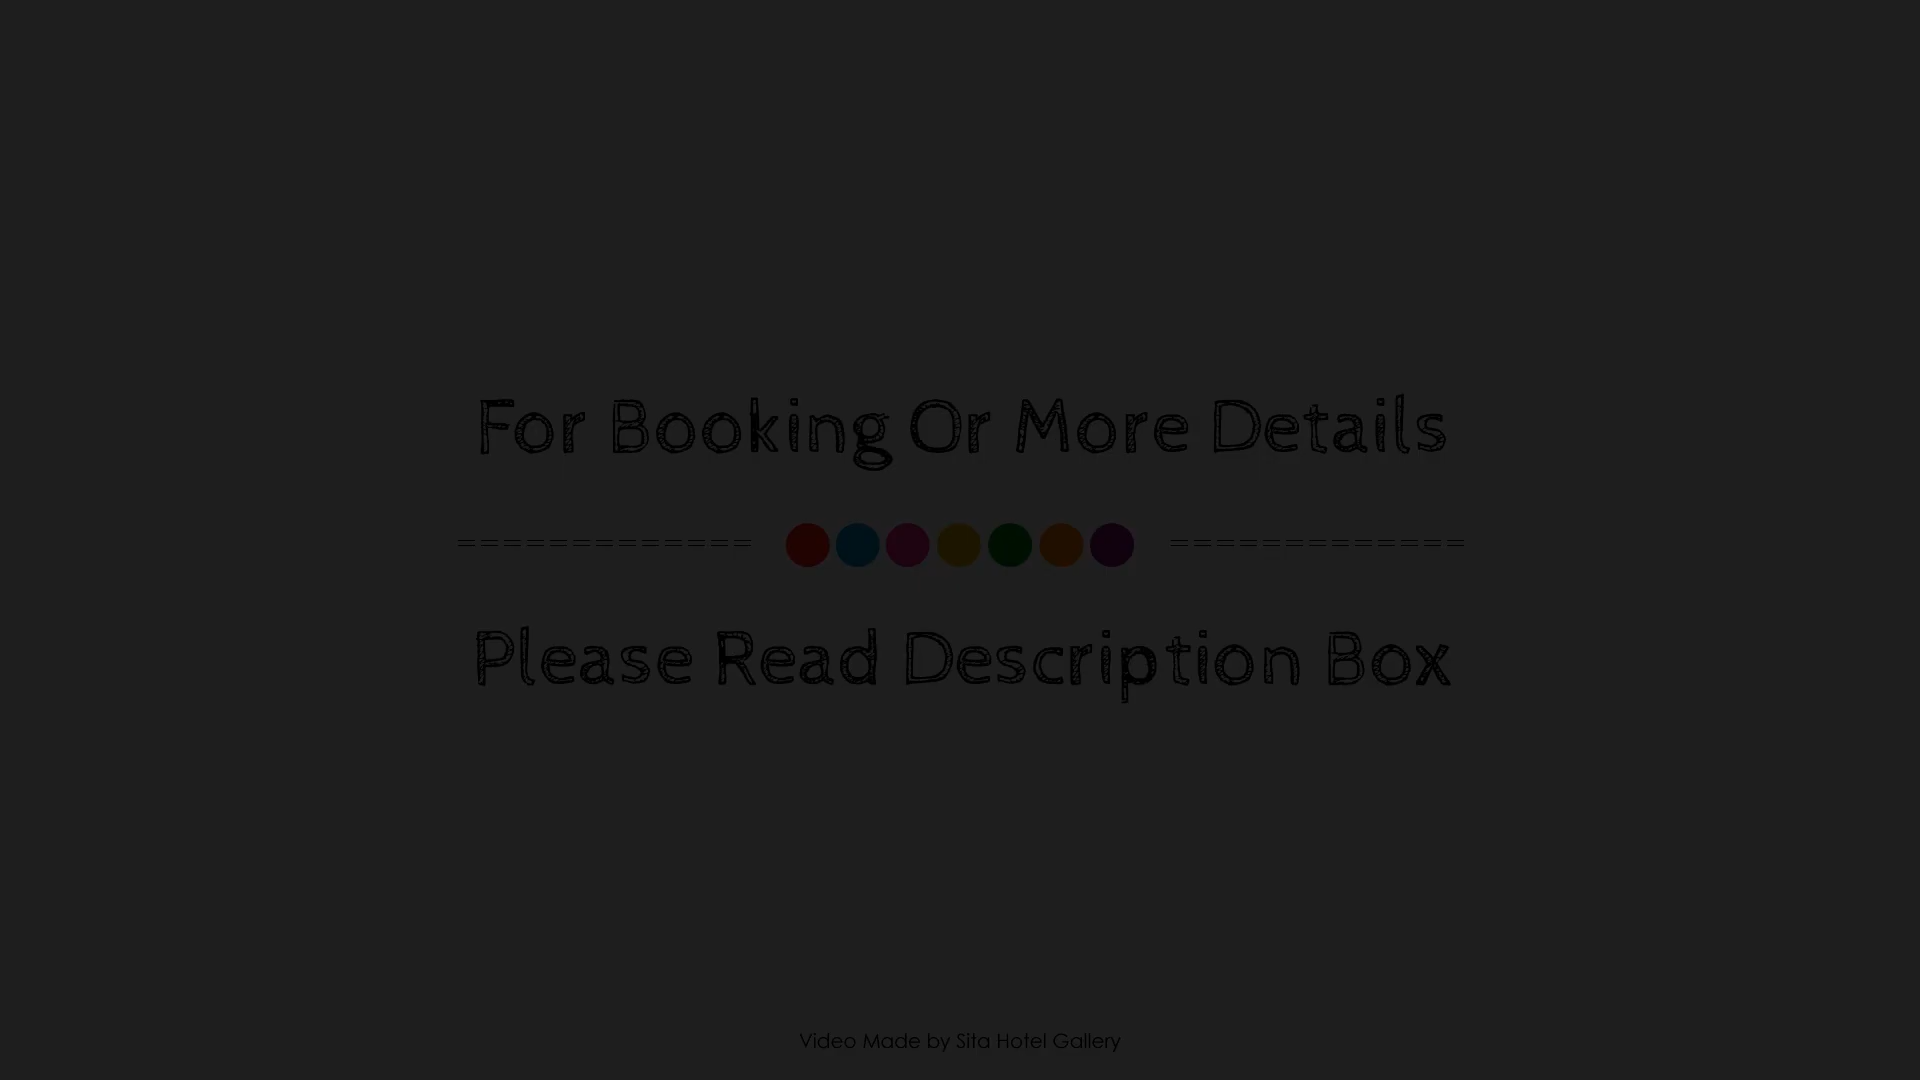 For Booking Or More Details
============= =============
Please Read Description Box
Video Made by Sita Hotel Gallery